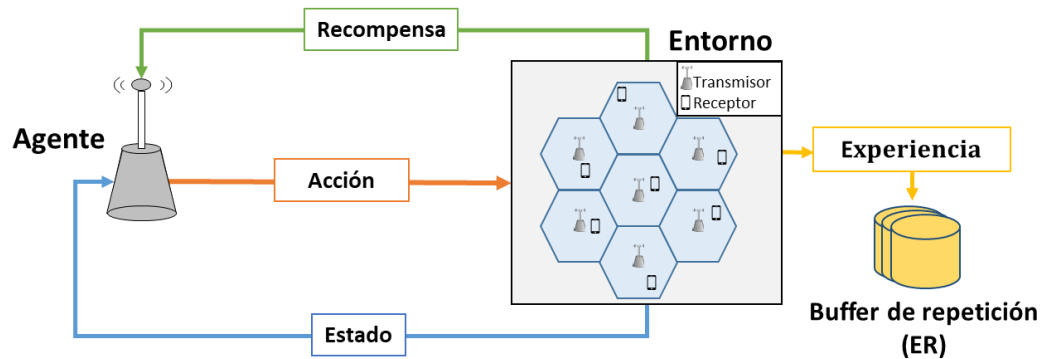 Recompensa
Entorno
Transmisor
Receptor
Agente
Acción
Experiencia
Estado
Buffer de repetición
(ER)